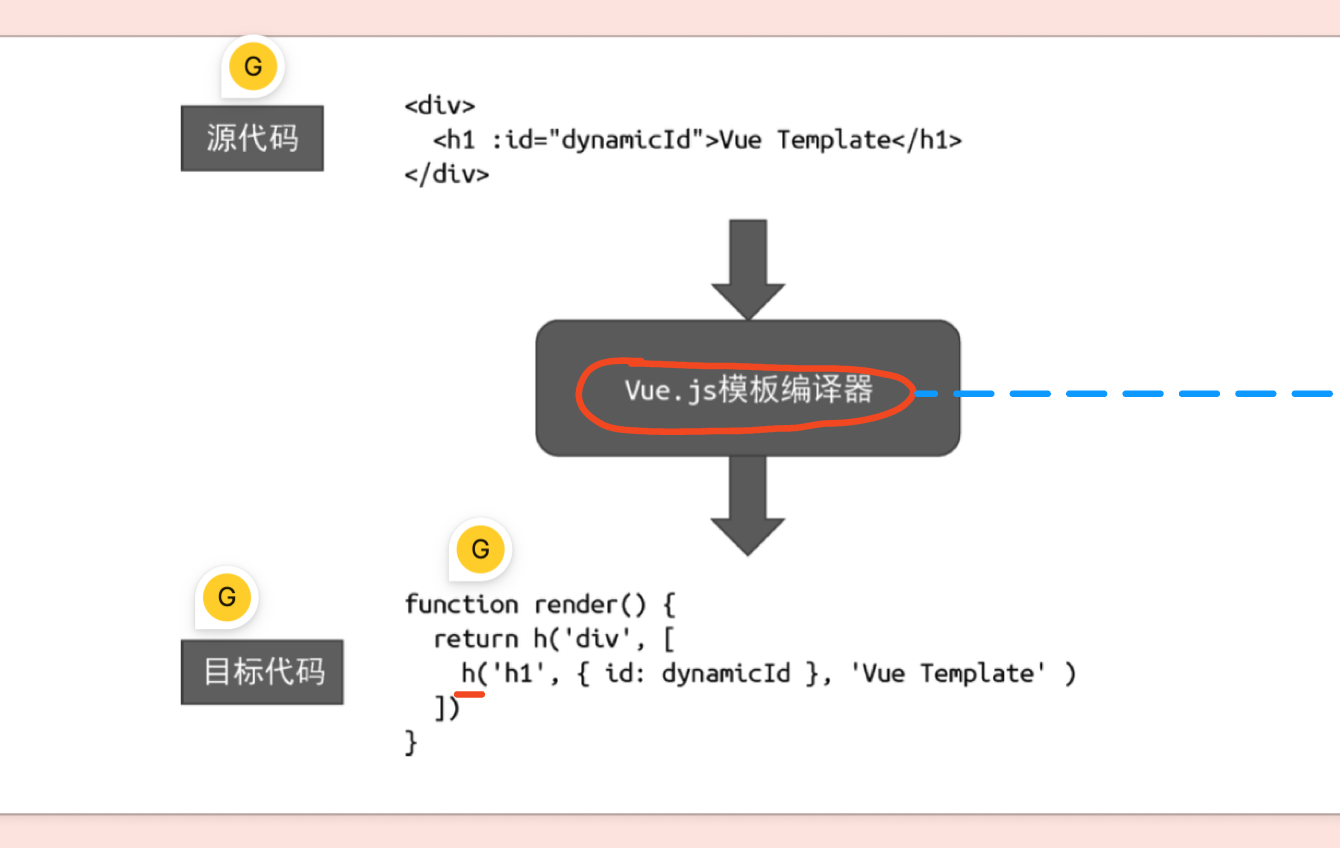 G
源代码
<div>
  <h1 :id="dynamicId">Vue Template</h1>
</div>
Vue.js模板编译器
G
G
目标代码
function render() {
  return h('div', [
    h('h1', { id: dynamicId }, 'Vue Template' )
  ])
}